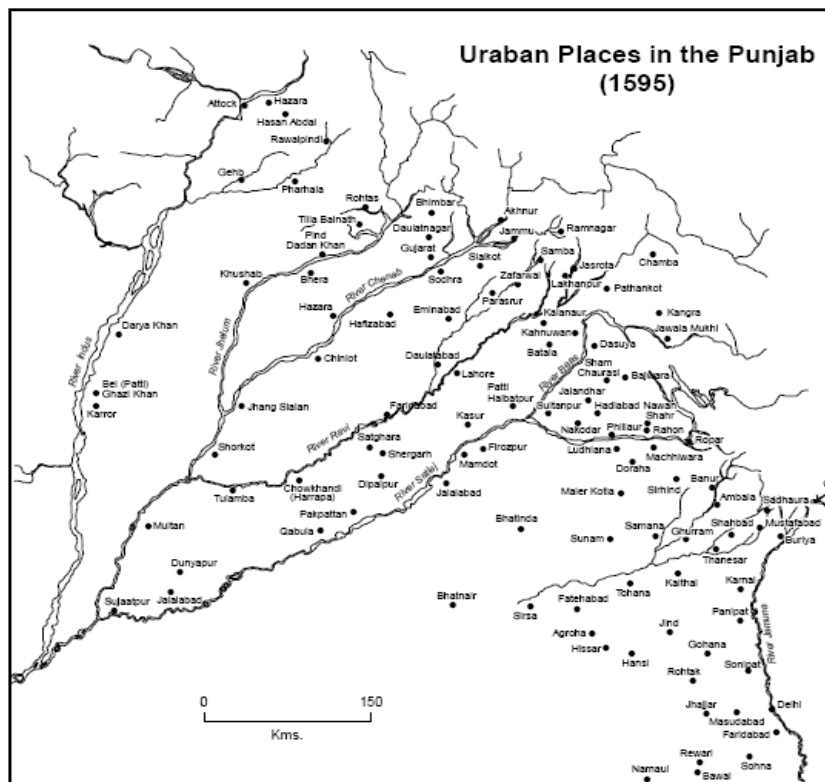 Uraban Places in the Punjab
(1595)
Attock
Hazara
Hasan Abdal
Rawalpindi
Gehb
Pharhala
Rohtas
Bhimbar
Tilla Balnath
Daulatnagar
Akhnur
Pind
Dadan Khan
Gujarat
Sialkot
Jammu
Ramnagar
Samba
Jasrota
Chamba
Khushab
Bhera
Sodhra
Zafarwal
Lakhanpur
Pathankot
River Chenab
Parasrur
Hazara
Hafizabad
Eminabad
Kalanaur
Kangra
Darya Khan
River Jhelum
Kahnuwan
Jawala Mukhi
River Indus
Chiniot
Daulatabad
Batala
Dasuya
Lahore
River Beas
Sham
Chaurasi
Bajwara
Bei (Patti)
Ghazi Khan
Patti
Haibatpur
Jalandhar
Karror
Jhang Sialan
Faridabad
Kasur
Sultanpur
Hadiabad
Nawan
Shahr
River Ravi
Nakodar
Phillaur
Rahon
Ropar
Shorkot
Satghara
Shergarh
Firozpur
Mamdot
Ludhiana
Machhiwara
Doraha
Tulamba
Chowkhandi
(Harrapa)
Dipalpur
River Satlej
Jalalabad
Maler Kotla
Sirhind
Banur
Ambala
Sadhaura
Pakpattan
Multan
Qabula
Bhatinda
Sunam
Samana
Ghurram
Shahbad
Mustafabad
Buriya
Thanesar
Dunyapur
Jalalabad
Sujaatpur
Bhatnair
Sirsa
Fatehabad
Tohana
Kaithal
Karnal
Panipat
Agroha
Jind
Hissar
Hansi
Gohana
Sonipat
River Jamuna
Rohtak
0 150
Kms.
Jhajjar
Masudabad
Delhi
Faridabad
Rewari
Sohna
Narnaul
Bawal